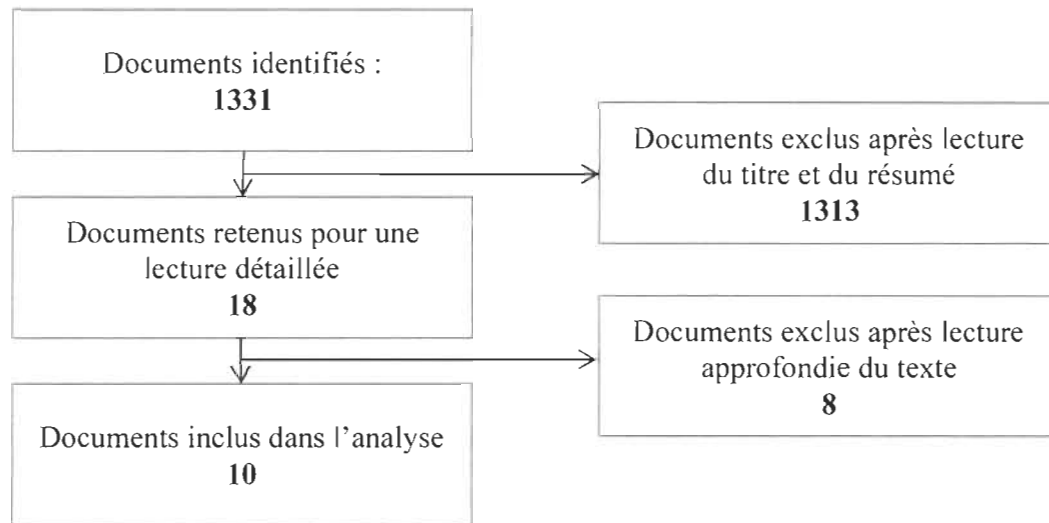 Documents identifiés :
1331
Documents exclus après lecture
du titre et du résumé
1313
Documents retenus pour une
lecture détaillée
18
Documents exclus après lecture
approfondie du texte
8
Documents inclus dans l'analyse
10